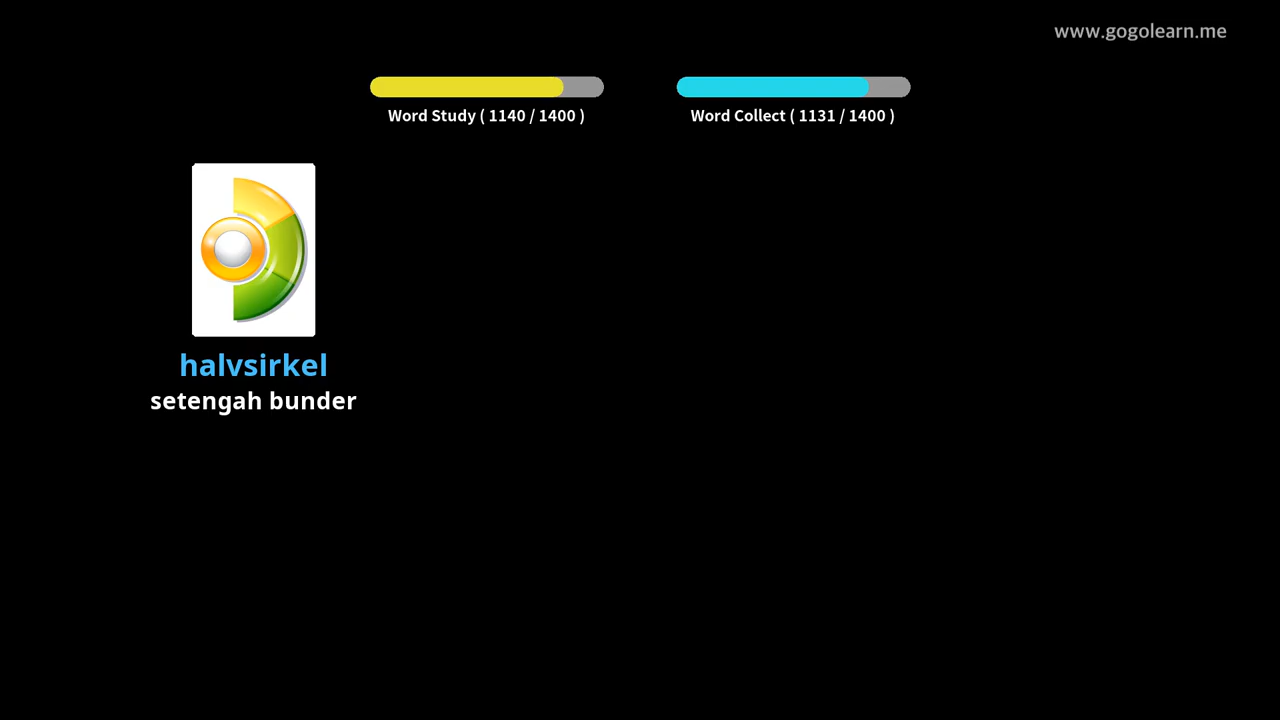 www.gogolearn.me
Word Study ( 1140 / 1400 )
Word Collect ( 1131 / 1400 )
halvsirkel
setengah bunder